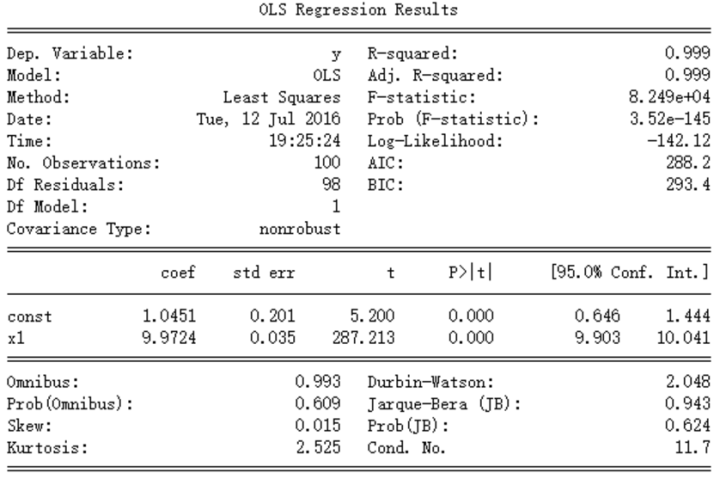 OLS Regression Results
Dep. Variable: y R-squared: 0.999
Model: OLS Adj. R-squared: 0.999
Method: Least Squares F-statistic: 8.249e+04
Date: Tue, 12 Jul 2016 Prob (F-statistic): 3.52e-145
Time: 19:25:24 Log-Likelihood: -142.12
No. Observations: 100 AIC: 288.2
Df Residuals: 98 BIC: 293.4
Df Model: 1
Covariance Type: nonrobust
coef std err t P>|t| [95.0% Conf. Int.]
const 1.0451 0.201 5.200 0.000 0.646 1.444
x1 9.9724 0.035 287.213 0.000 9.903 10.041
Omnibus: 0.993 Durbin-Watson: 2.048
Prob(Omnibus): 0.609 Jarque-Bera (JB): 0.943
Skew: 0.015 Prob(JB): 0.624
Kurtosis: 2.525 Cond. No. 11.7